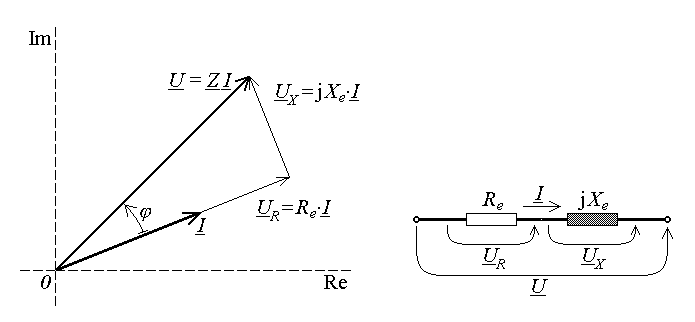 Im
U = Z I
U_X = jX_e·I
φ
U_R = R_e·I
I
0
Re
R_e
I
jX_e
U_R
U_X
U